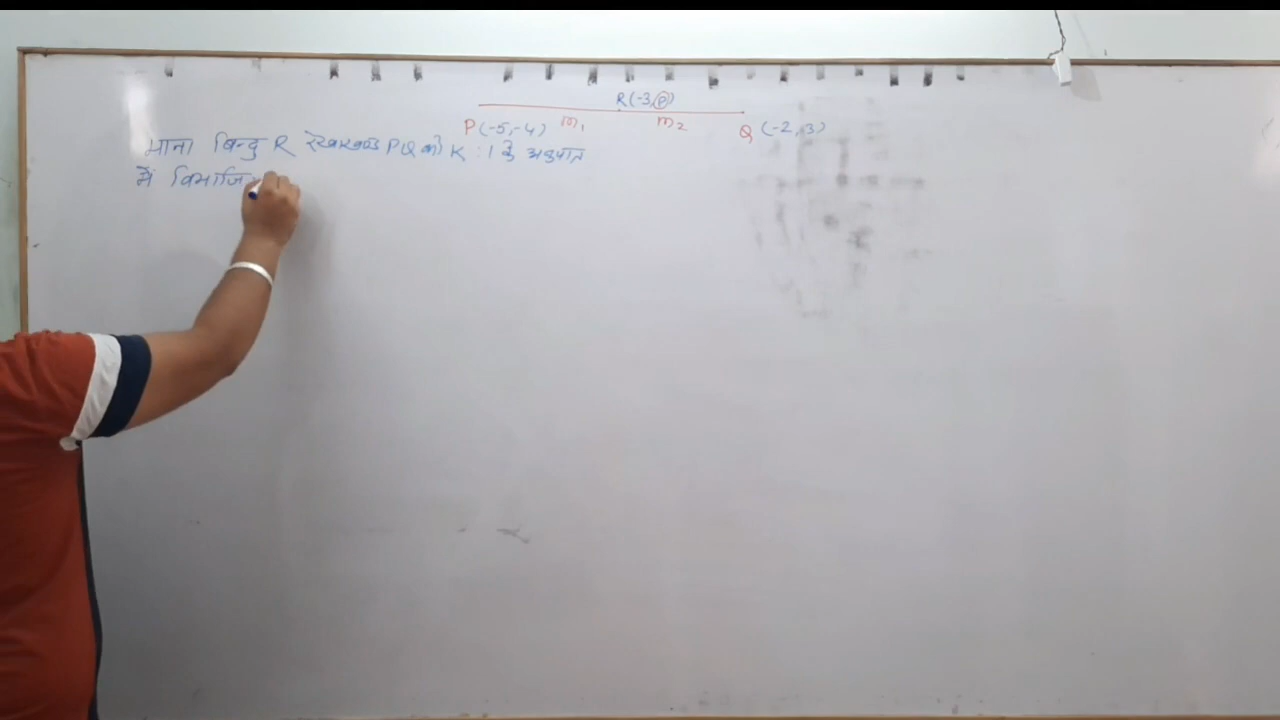 R(-3,p)
P(-5,-4) m₁ m₂ Q(-2,3)
माना बिन्दु R रेखाखण्ड PQ को K:1 के अनुपात
में विभाजि